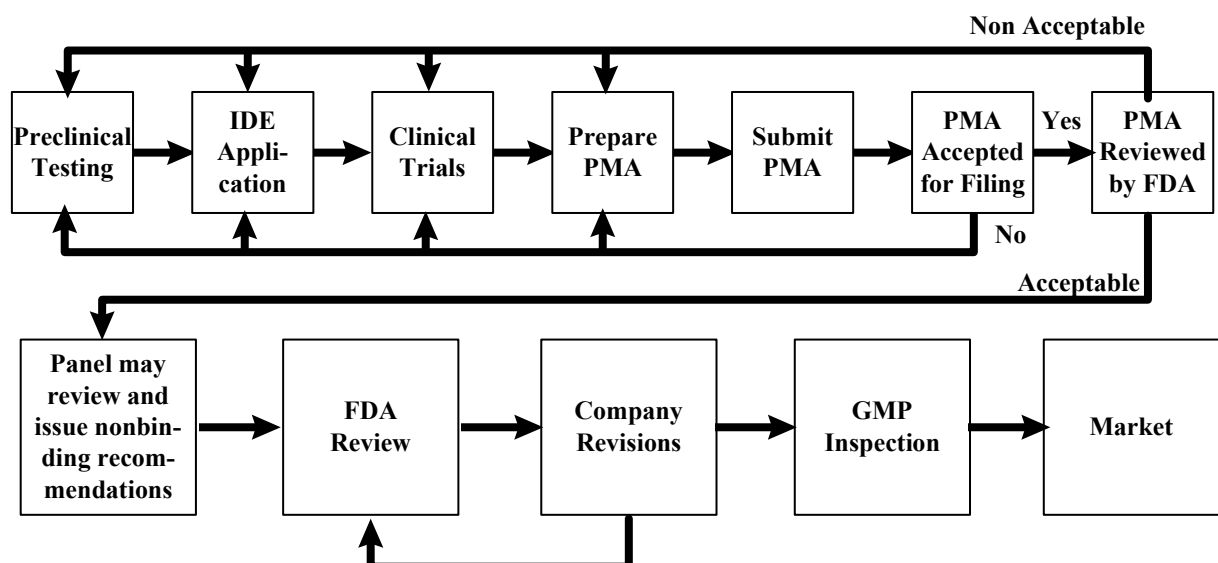 Non Acceptable
Preclinical
Testing
IDE
Appli-
cation
Clinical
Trials
Prepare
PMA
Submit
PMA
PMA
Accepted
for Filing
Yes
PMA
Reviewed
by FDA
No
Acceptable
Panel may
review and
issue nonbin-
ding recom-
mendations
FDA
Review
Company
Revisions
GMP
Inspection
Market